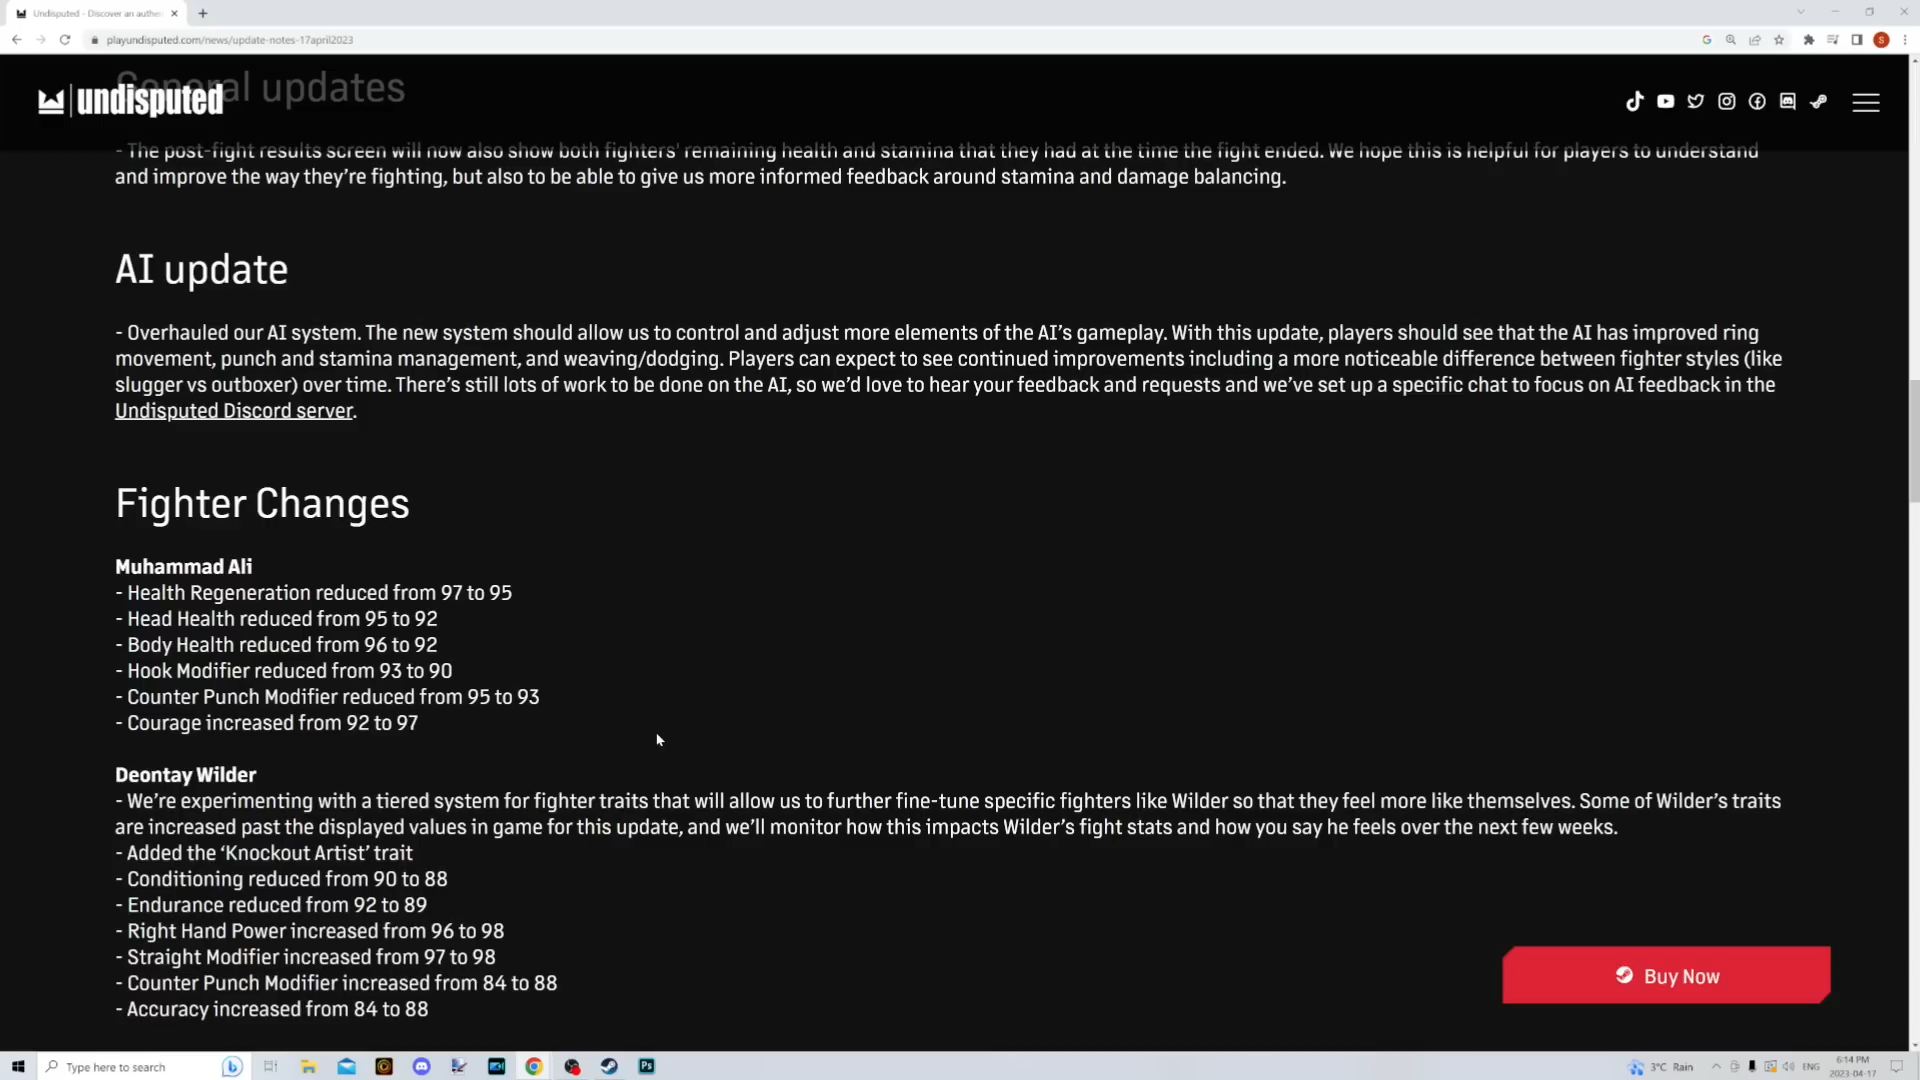 Undisputed - Discover an authe
playundisputed.com/news/update-notes-17april2023
General updates
undisputed
- The post-fight results screen will now also show both fighters' remaining health and stamina that they had at the time the fight ended. We hope this is helpful for players to understand
and improve the way they’re fighting, but also to be able to give us more informed feedback around stamina and damage balancing.
AI update
- Overhauled our AI system. The new system should allow us to control and adjust more elements of the AI’s gameplay. With this update, players should see that the AI has improved ring
movement, punch and stamina management, and weaving/dodging. Players can expect to see continued improvements including a more noticeable difference between fighter styles (like
slugger vs outboxer) over time. There’s still lots of work to be done on the AI, so we’d love to hear your feedback and requests and we’ve set up a specific chat to focus on AI feedback in the
Undisputed Discord server.
Fighter Changes
Muhammad Ali
- Health Regeneration reduced from 97 to 95
- Head Health reduced from 95 to 92
- Body Health reduced from 96 to 92
- Hook Modifier reduced from 93 to 90
- Counter Punch Modifier reduced from 95 to 93
- Courage increased from 92 to 97
Deontay Wilder
- We’re experimenting with a tiered system for fighter traits that will allow us to further fine-tune specific fighters like Wilder so that they feel more like themselves. Some of Wilder’s traits
are increased past the displayed values in game for this update, and we’ll monitor how this impacts Wilder’s fight stats and how you say he feels over the next few weeks.
- Added the ‘Knockout Artist’ trait
- Conditioning reduced from 90 to 88
- Endurance reduced from 92 to 89
- Right Hand Power increased from 96 to 98
- Straight Modifier increased from 97 to 98
- Counter Punch Modifier increased from 84 to 88
- Accuracy increased from 84 to 88
Buy Now
Type here to search
Ps
3°C Rain
ENG
6:14 PM
2023-04-17